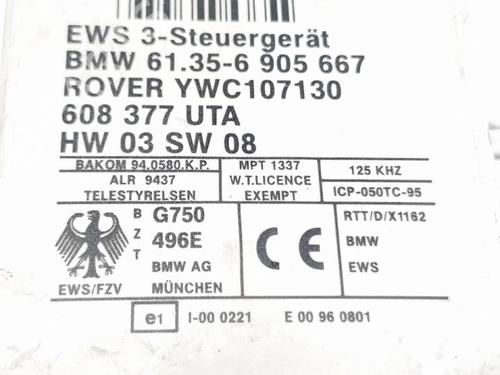 EWS 3-Steuergerät
BMW 61.35-6 905 667
ROVER YWC107130
608 377 UTA
HW 03 SW 08
BAKOM 94.0580.K.P.
ALR 9437
TELESTYRELSEN
MPT 1337
W.T.LICENCE
EXEMPT
125 KHZ
ICP-050TC-95
EWS/FZV
B
Z
T
G750
496E
BMW AG
MÜNCHEN
CE
RTT/D/X1162
BMW
EWS
e1 I-00 0221 E 00 96 0801